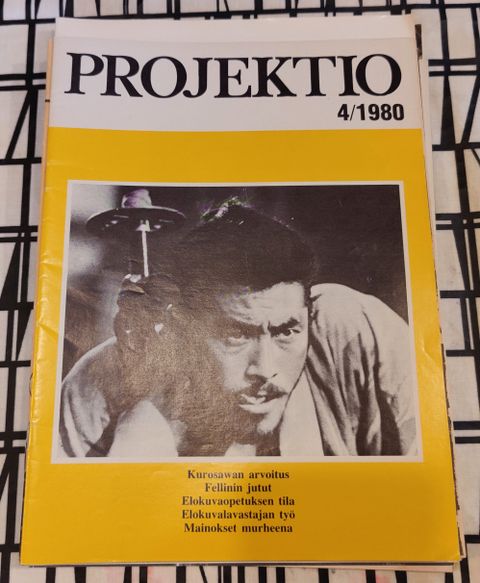 PROJEKTIO
4/1980
Kurosawan arvoitus
Fellinin jutut
Elokuvaopetuksen tila
Elokuvalavastajan työ
Mainokset murheena